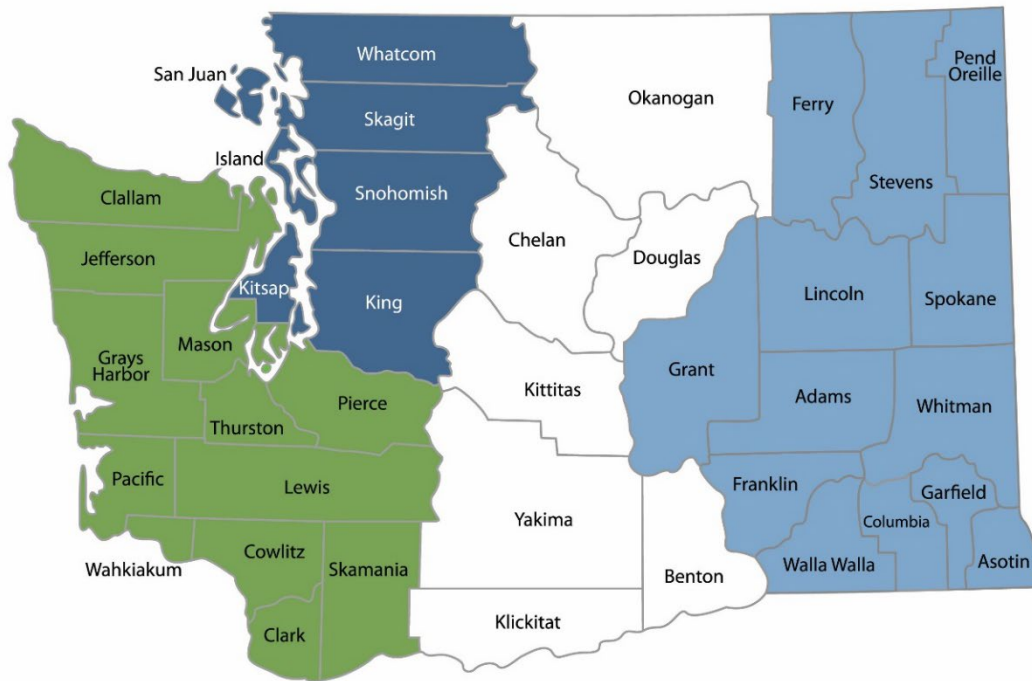 Whatcom
San Juan
Pend
Oreille
Okanogan
Ferry
Skagit
Island
Stevens
Snohomish
Clallam
Chelan
Douglas
Jefferson
Kitsap
King
Lincoln
Spokane
Mason
Grays
Harbor
Grant
Kittitas
Adams
Pierce
Whitman
Thurston
Pacific
Lewis
Franklin
Garfield
Yakima
Columbia
Cowlitz
Wahkiakum
Skamania
Benton
Walla Walla
Asotin
Klickitat
Clark